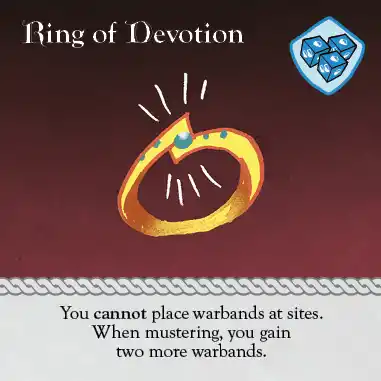 Ring of Devotion
You cannot place warbands at sites.
When mustering, you gain
two more warbands.